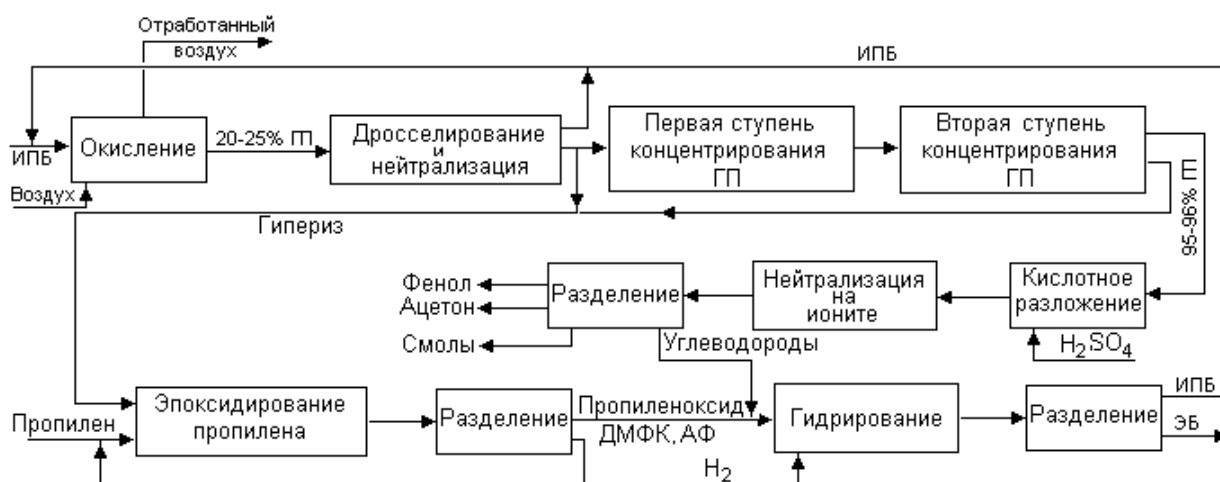 Отработанный
воздух
ИПБ
Окисление
20-25% ГП
Дросселирование
и
нейтрализация
Первая ступень
концентрирования
ГП
Вторая ступень
концентрирования
ГП
ИПБ
Воздух
Гипериз
95-96% ГП
Фенол
Ацетон
Смолы
Разделение
Нейтрализация
на
ионите
Кислотное
разложение
Углеводороды
H2SO4
Пропилен
Эпоксидирование
пропилена
Разделение
Пропиленоксид
ДМФК, АФ
H2
Гидрирование
Разделение
ИПБ
ЭБ